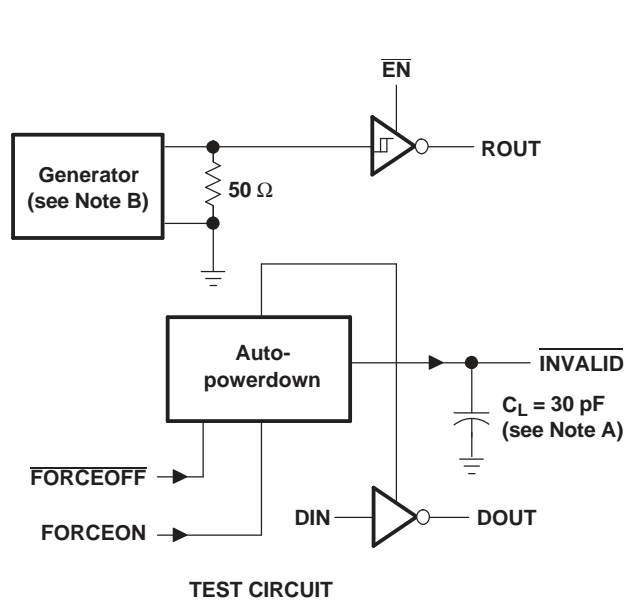 EN
Generator
(see Note B)
50 Ω
ROUT
Auto-
powerdown
INVALID
CL = 30 pF
(see Note A)
FORCEOFF
FORCEON
DIN
DOUT
TEST CIRCUIT